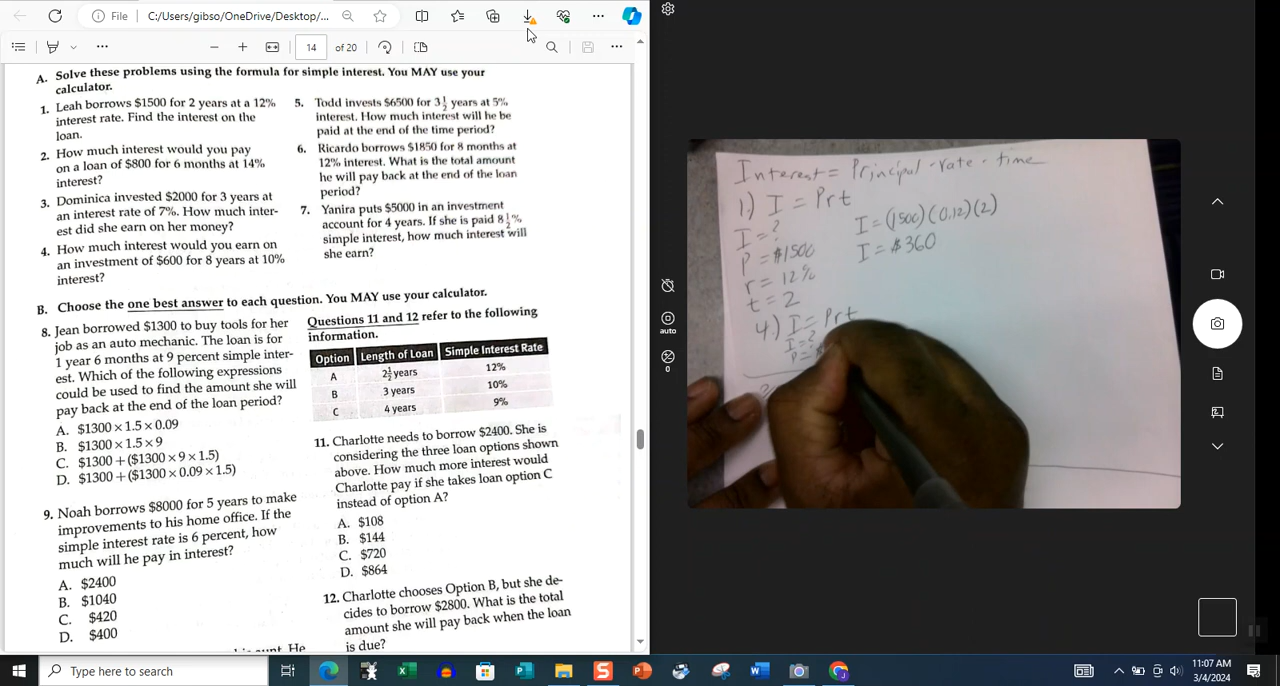 File
C:/Users/gibso/OneDrive/Desktop/...
14
of 20
A. Solve these problems using the formula for simple interest. You MAY use your
calculator.
1. Leah borrows $1500 for 2 years at a 12%
interest rate. Find the interest on the
loan.
2. How much interest would you pay
on a loan of $800 for 6 months at 14%
interest?
3. Dominica invested $2000 for 3 years at
an interest rate of 7%. How much inter-
est did she earn on her money?
4. How much interest would you earn on
an investment of $600 for 8 years at 10%
interest?
5. Todd invests $6500 for 3 1/2 years at 5%
interest. How much interest will he be
paid at the end of the time period?
6. Ricardo borrows $1850 for 8 months at
12% interest. What is the total amount
he will pay back at the end of the loan
period?
7. Yanira puts $5000 in an investment
account for 4 years. If she is paid 8 1/2%
simple interest, how much interest will
she earn?
B. Choose the one best answer to each question. You MAY use your calculator.
8. Jean borrowed $1300 to buy tools for her
job as an auto mechanic. The loan is for
1 year 6 months at 9 percent simple inter-
est. Which of the following expressions
could be used to find the amount she will
pay back at the end of the loan period?
A. $1300 × 1.5 × 0.09
B. $1300 × 1.5 × 9
C. $1300 + ($1300 × 9 × 1.5)
D. $1300 + ($1300 × 0.09 × 1.5)
9. Noah borrows $8000 for 5 years to make
improvements to his home office. If the
simple interest rate is 6 percent, how
much will he pay in interest?
A. $2400
B. $1040
C. $420
D. $400
Questions 11 and 12 refer to the following
information.
Option Length of Loan Simple Interest Rate
A 2 1/2 years 12%
B 3 years 10%
C 4 years 9%
11. Charlotte needs to borrow $2400. She is
considering the three loan options shown
above. How much more interest would
Charlotte pay if she takes loan option C
instead of option A?
A. $108
B. $144
C. $720
D. $864
12. Charlotte chooses Option B, but she de-
cides to borrow $2800. What is the total
amount she will pay back when the loan
is due?
Interest = Principal · rate · time
1) I = Prt
I = ?
P = $1500
r = 12%
t = 2
I = (1500)(0.12)(2)
I = $360
4) I = Prt
I = ?
P = $
auto
0
Type here to search
11:07 AM
3/4/2024